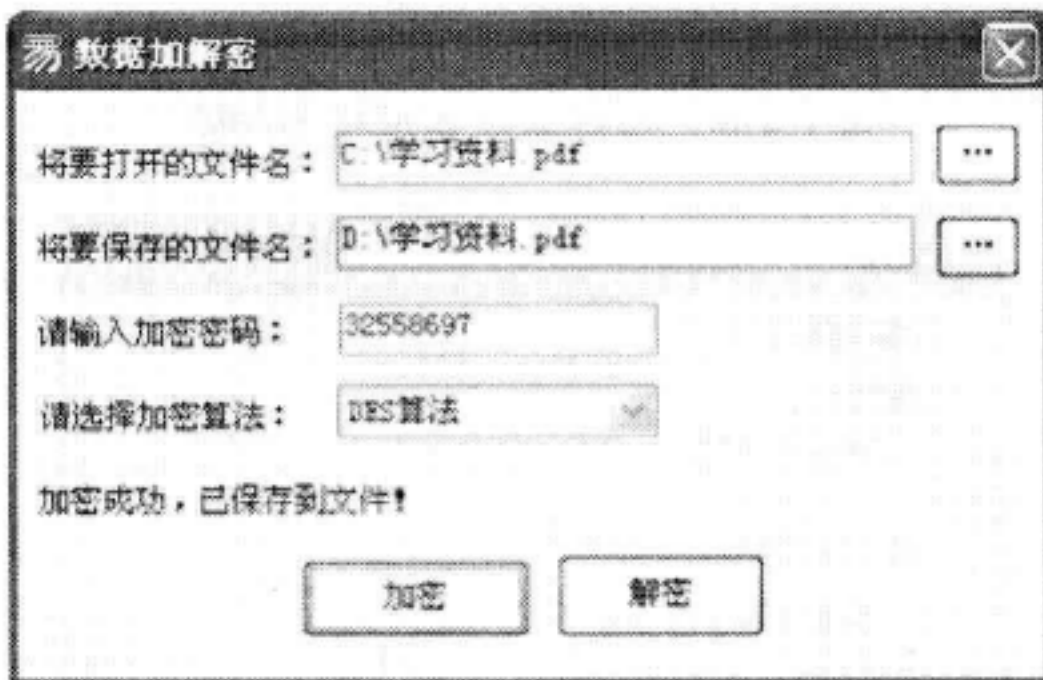 易 数据加解密
将要打开的文件名： C:\学习资料.pdf ...
将要保存的文件名： D:\学习资料.pdf ...
请输入加密密码： 32558697
请选择加密算法： DES算法
加密成功，已保存到文件!
加密 解密